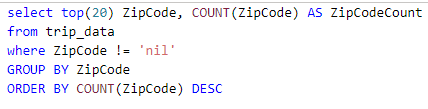 select top(20) ZipCode, COUNT(ZipCode) AS ZipCodeCount
from trip_data
where ZipCode != 'nil'
GROUP BY ZipCode
ORDER BY COUNT(ZipCode) DESC